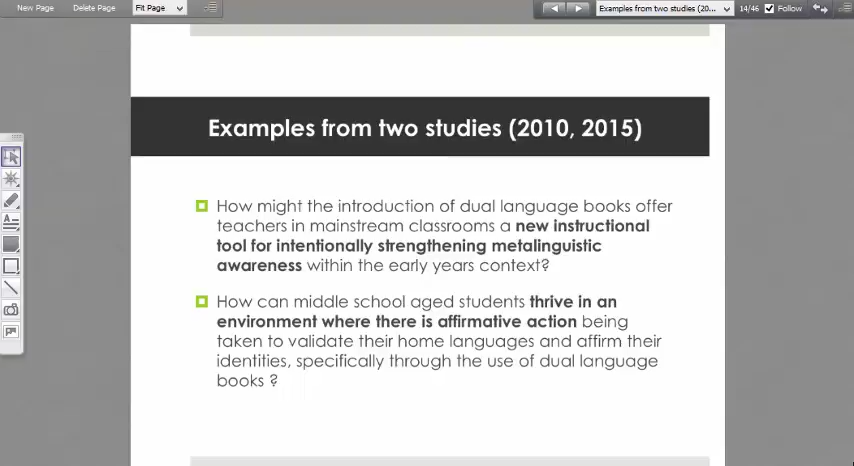 New Page Delete Page Fit Page Examples from two studies (20... 14/46 Follow
Examples from two studies (2010, 2015)
How might the introduction of dual language books offer
teachers in mainstream classrooms a new instructional
tool for intentionally strengthening metalinguistic
awareness within the early years context?
How can middle school aged students thrive in an
environment where there is affirmative action being
taken to validate their home languages and affirm their
identities, specifically through the use of dual language
books ?